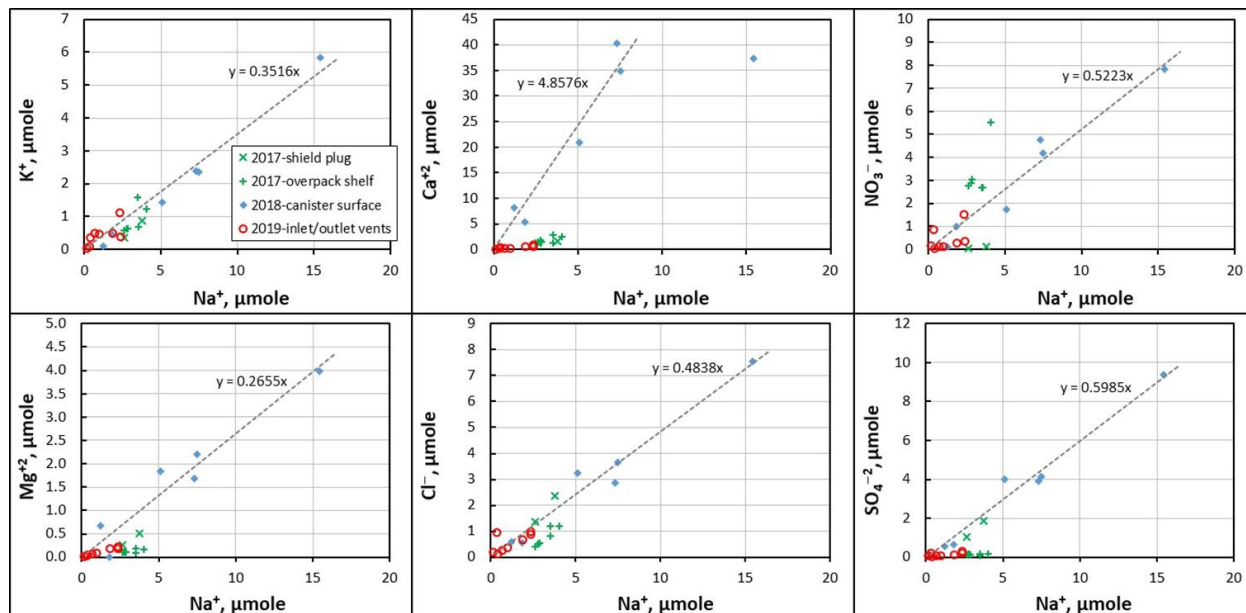 7
6
5
4
3
2
1
0
K⁺, µmole
y = 0.3516x
2017-shield plug
2017-overpack shelf
2018-canister surface
2019-inlet/outlet vents
0 5 10 15 20
Na⁺, µmole
45
40
35
30
25
20
15
10
5
0
Ca⁺², µmole
y = 4.8576x
0 5 10 15 20
Na⁺, µmole
10
9
8
7
6
5
4
3
2
1
0
NO₃⁻, µmole
y = 0.5223x
0 5 10 15 20
Na⁺, µmole
5.0
4.5
4.0
3.5
3.0
2.5
2.0
1.5
1.0
0.5
0.0
Mg⁺², µmole
y = 0.2655x
0 5 10 15 20
Na⁺, µmole
9
8
7
6
5
4
3
2
1
0
Cl⁻, µmole
y = 0.4838x
0 5 10 15 20
Na⁺, µmole
12
10
8
6
4
2
0
SO₄⁻², µmole
y = 0.5985x
0 5 10 15 20
Na⁺, µmole